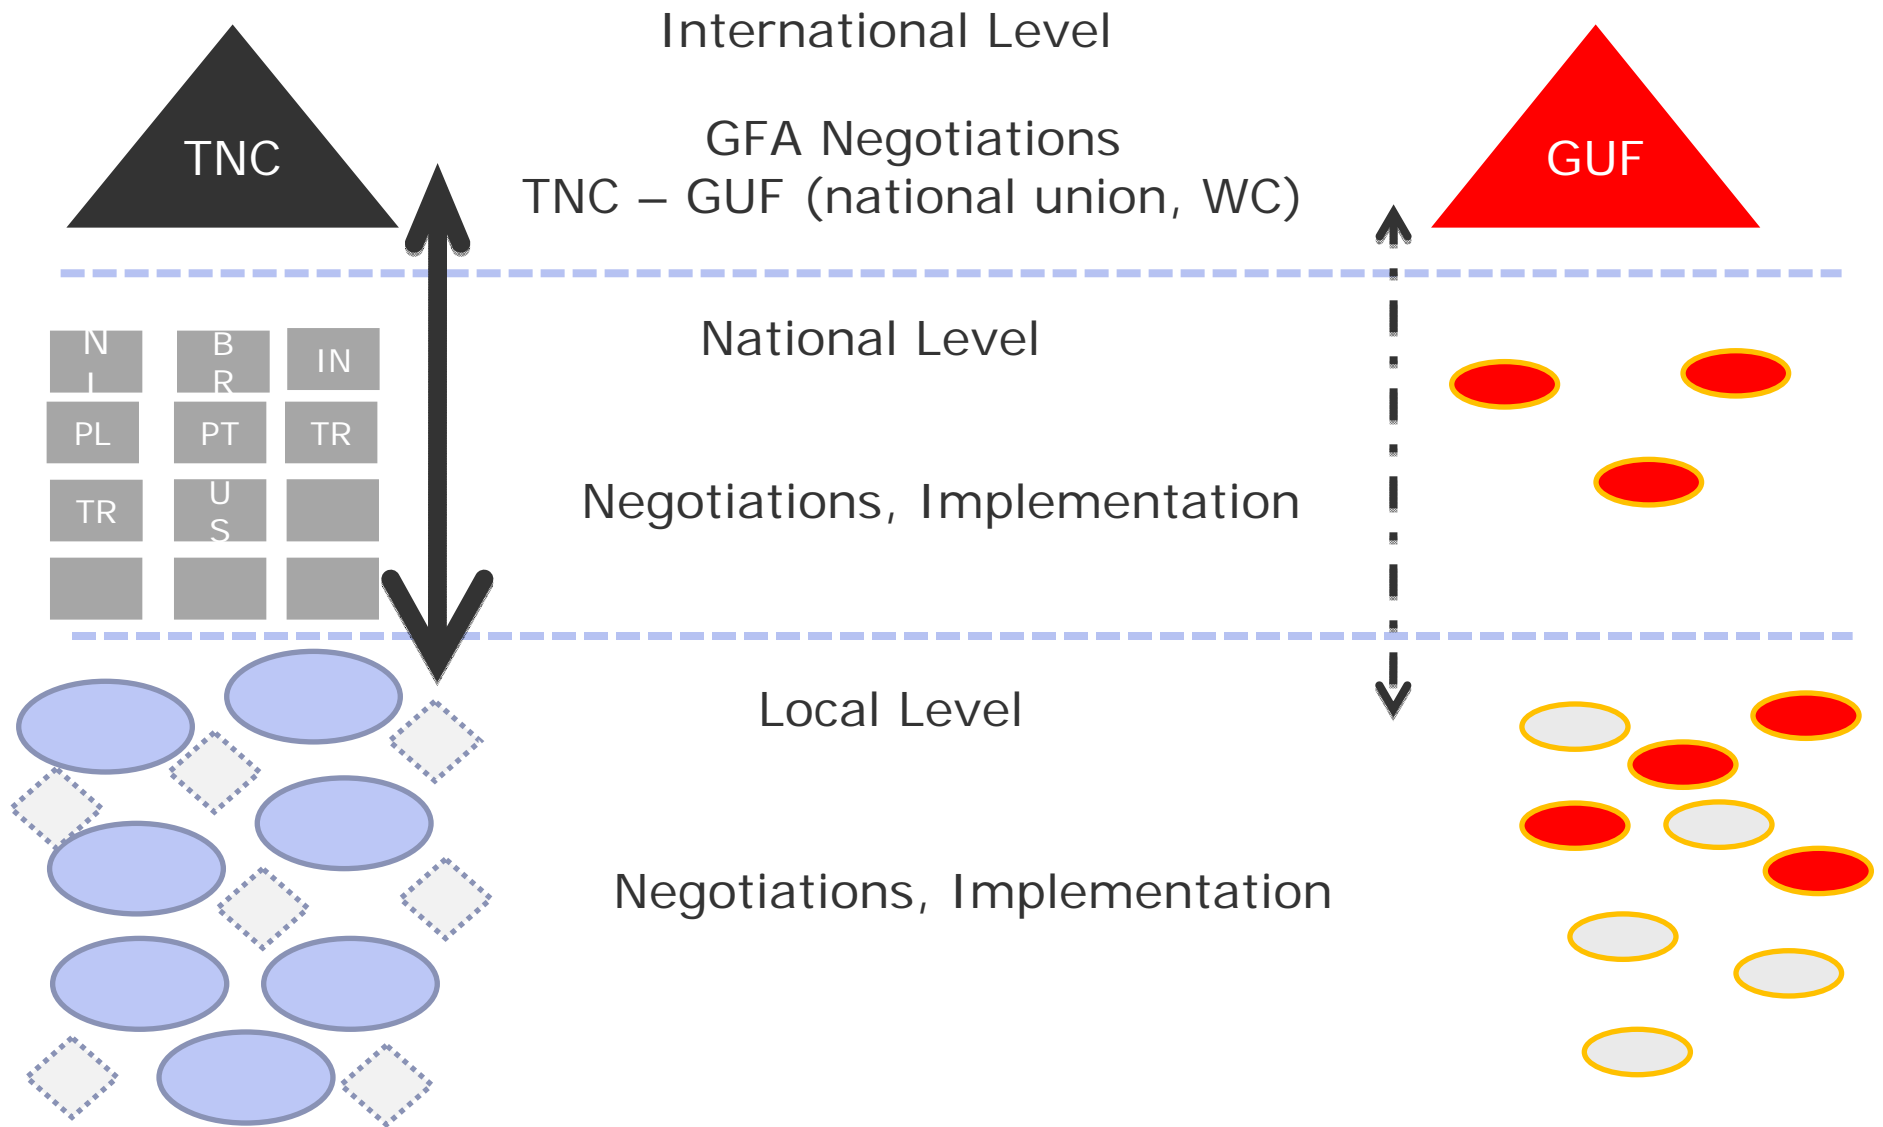 International Level
GFA Negotiations
TNC
GUF
TNC – GUF (national union, WC)
National Level
N
B
R
IN
PL
PT
TR
TR
U
S
Negotiations, Implementation
Local Level
Negotiations, Implementation